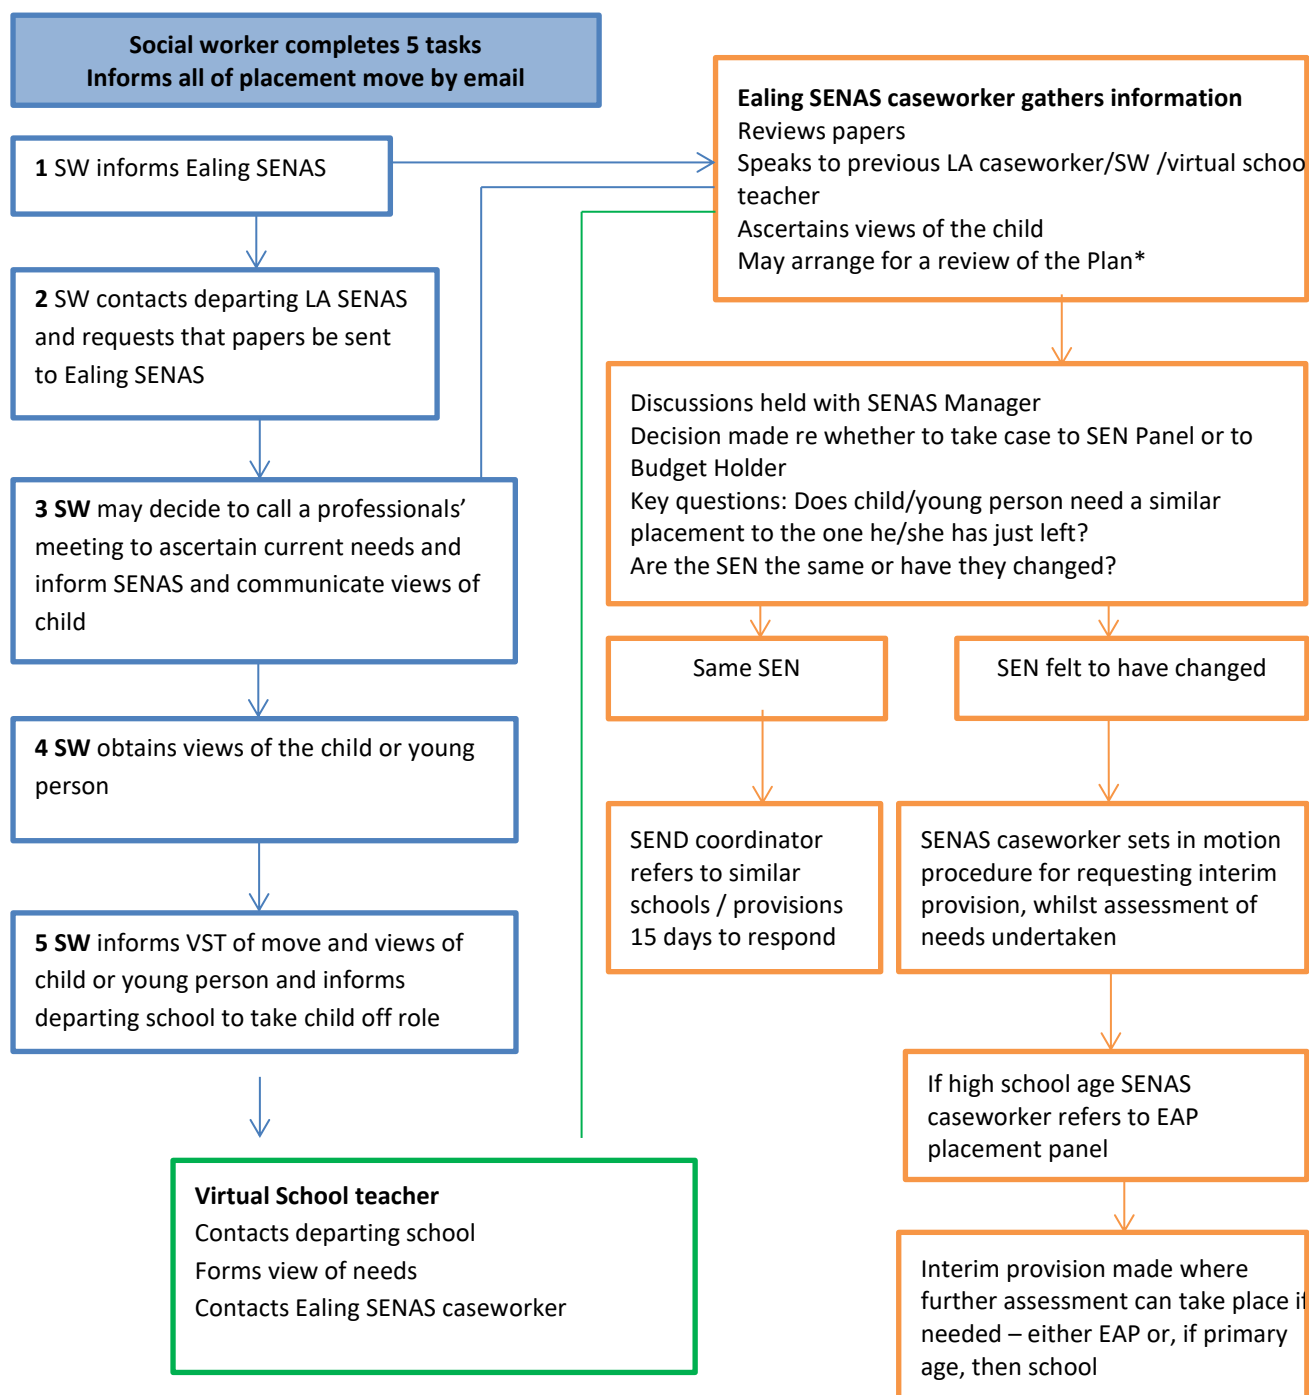 Social worker completes 5 tasks
Informs all of placement move by email
1 SW informs Ealing SENAS
2 SW contacts departing LA SENAS
and requests that papers be sent
to Ealing SENAS
3 SW may decide to call a professionals’
meeting to ascertain current needs and
inform SENAS and communicate views of
child
4 SW obtains views of the child or young
person
5 SW informs VST of move and views of
child or young person and informs
departing school to take child off role
Virtual School teacher
Contacts departing school
Forms view of needs
Contacts Ealing SENAS caseworker
Ealing SENAS caseworker gathers information
Reviews papers
Speaks to previous LA caseworker/SW /virtual schoo
teacher
Ascertains views of the child
May arrange for a review of the Plan*
Discussions held with SENAS Manager
Decision made re whether to take case to SEN Panel or to
Budget Holder
Key questions: Does child/young person need a similar
placement to the one he/she has just left?
Are the SEN the same or have they changed?
Same SEN
SEND coordinator
refers to similar
schools / provisions
15 days to respond
SEN felt to have changed
SENAS caseworker sets in motion
procedure for requesting interim
provision, whilst assessment of
needs undertaken
If high school age SENAS
caseworker refers to EAP
placement panel
Interim provision made where
further assessment can take place if
needed – either EAP or, if primary
age, then school